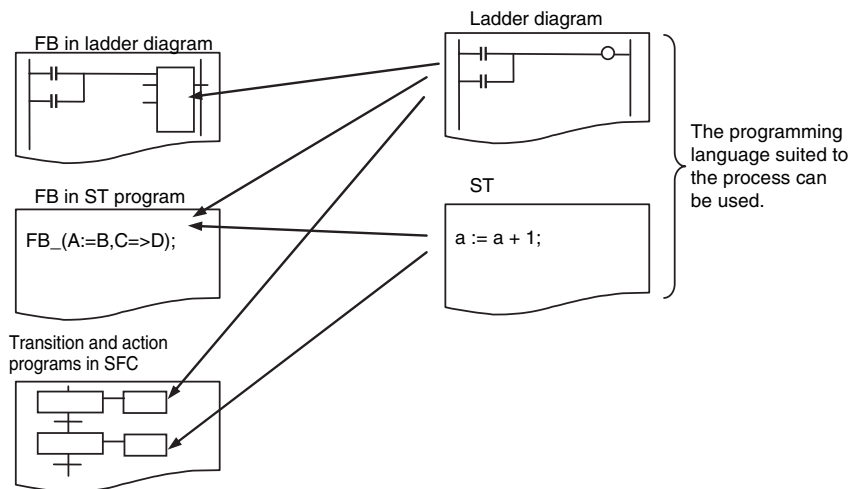 FB in ladder diagram
Ladder diagram
The programming
language suited to
the process can
be used.
FB in ST program
FB_(A:=B,C=>D);
ST
a := a + 1;
Transition and action
programs in SFC